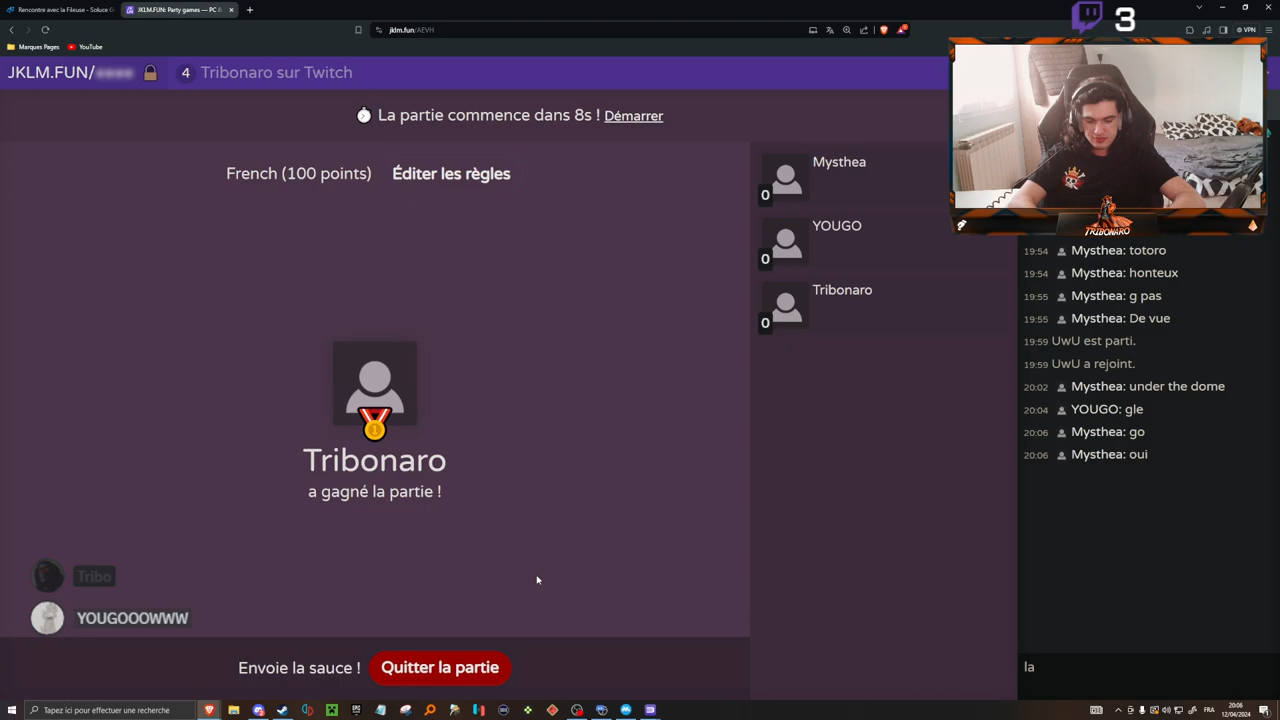 Rencontre avec la Fileuse - Soluce G
JKLM.FUN: Party games — PC &
3
jklm.fun/AEVH
VPN
Marques Pages
YouTube
JKLM.FUN/
4
Tribonaro sur Twitch
La partie commence dans 8s ! Démarrer
French (100 points)
Éditer les règles
Mysthea
0
YOUGO
0
Tribonaro
0
TRIBONARO
19:54 Mysthea: totoro
19:54 Mysthea: honteux
19:55 Mysthea: g pas
19:55 Mysthea: De vue
19:59 UwU est parti.
19:59 UwU a rejoint.
20:02 Mysthea: under the dome
20:04 YOUGO: gle
20:06 Mysthea: go
20:06 Mysthea: oui
Tribonaro
a gagné la partie !
Tribo
YOUGOOOWWW
Envoie la sauce !
Quitter la partie
la
Tapez ici pour effectuer une recherche
FRA
20:06
12/04/2024